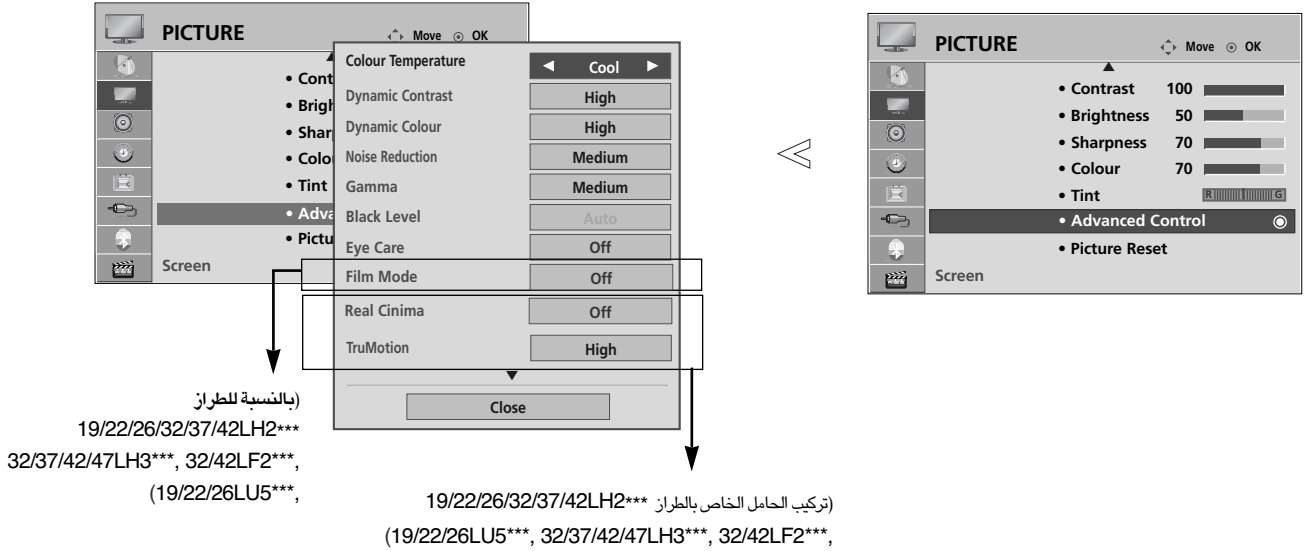 PICTURE
Move OK
• Cont
• Brigh
• Shar
• Colo
• Tint
• Adva
• Pictu
Screen
Colour Temperature ◄ Cool ►
Dynamic Contrast High
Dynamic Colour High
Noise Reduction Medium
Gamma Medium
Black Level Auto
Eye Care Off
Film Mode Off
Real Cinima Off
TruMotion High
Close
PICTURE
Move OK
• Contrast 100
• Brightness 50
• Sharpness 70
• Colour 70
• Tint R G
• Advanced Control
• Picture Reset
Screen
(بالنسبة للطراز
19/22/26/32/37/42LH2***
32/37/42/47LH3***, 32/42LF2***,
(19/22/26LU5***,
(تركيب الحامل الخاص بالطراز 19/22/26/32/37/42LH2***
(19/22/26LU5***, 32/37/42/47LH3***, 32/42LF2***,